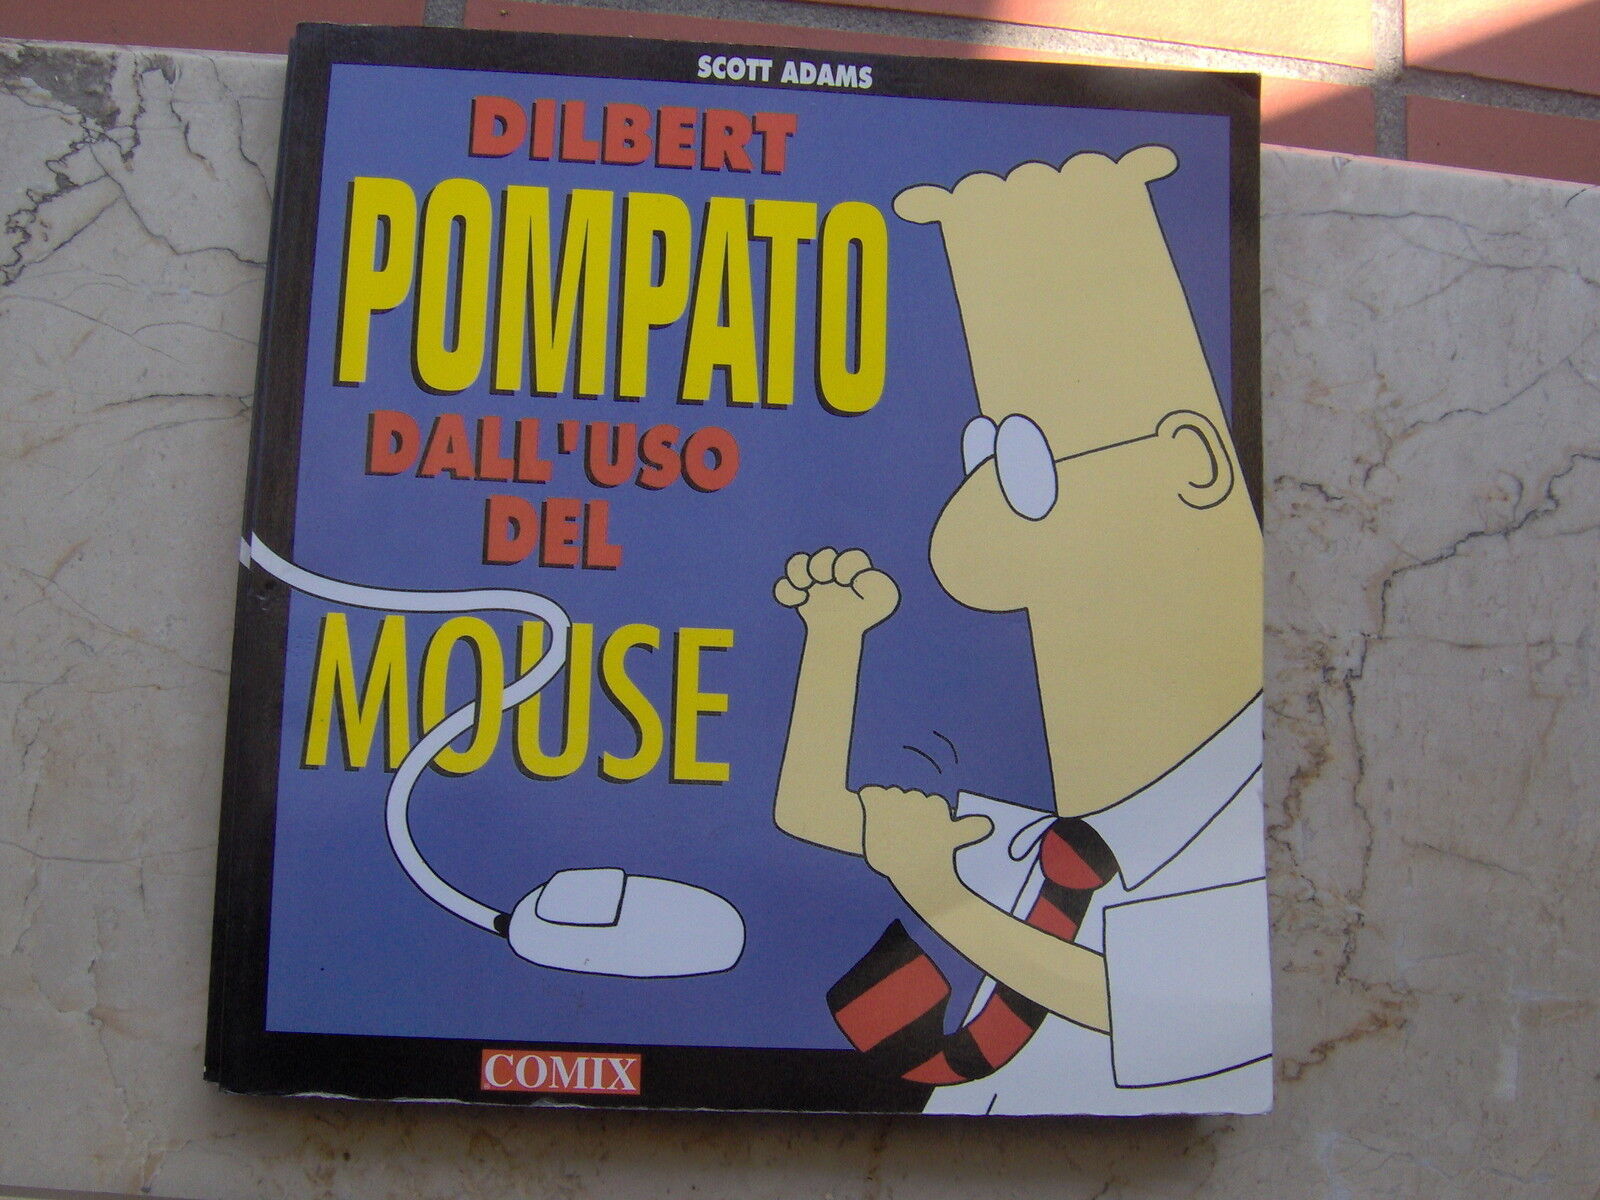 SCOTT ADAMS
DILBERT
POMPATO
DALL'USO
DEL
MOUSE
COMIX